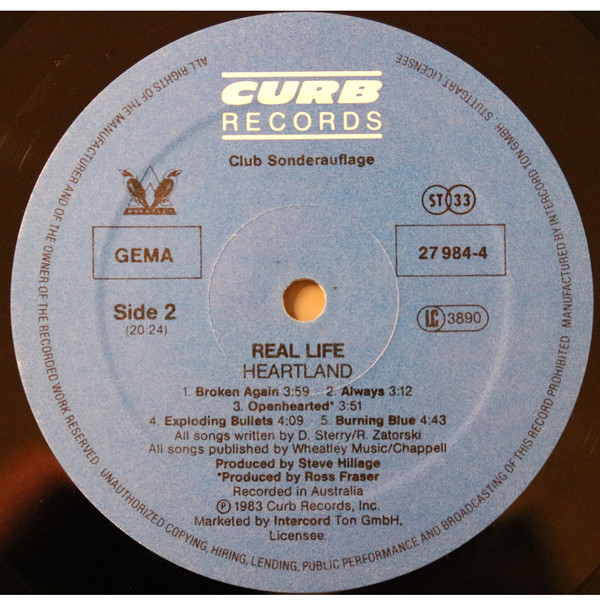 CURB
RECORDS
Club Sonderauflage
WHEATLEY
ST 33
GEMA
27 984-4
Side 2
(20:24)
LC 3890
REAL LIFE
HEARTLAND
1. Broken Again 3:59 2. Always 3:12
3. Openhearted* 3:51
4. Exploding Bullets 4:09 5. Burning Blue 4:43
All songs written by D. Sterry/R. Zatorski
All songs published by Wheatley Music/Chappell
Produced by Steve Hillage
*Produced by Ross Fraser
Recorded in Australia
Ⓟ 1983 Curb Records, Inc.
Marketed by Intercord Ton GmbH,
Licensee.
ALL RIGHTS OF THE MANUFACTURER AND OF THE OWNER OF THE RECORDED WORK RESERVED. UNAUTHORIZED COPYING, HIRING, LENDING, PUBLIC PERFORMANCE AND BROADCASTING OF THIS RECORD PROHIBITED. MANUFACTURED BY INTERCORD TON GMBH, STUTTGART LICENSEE